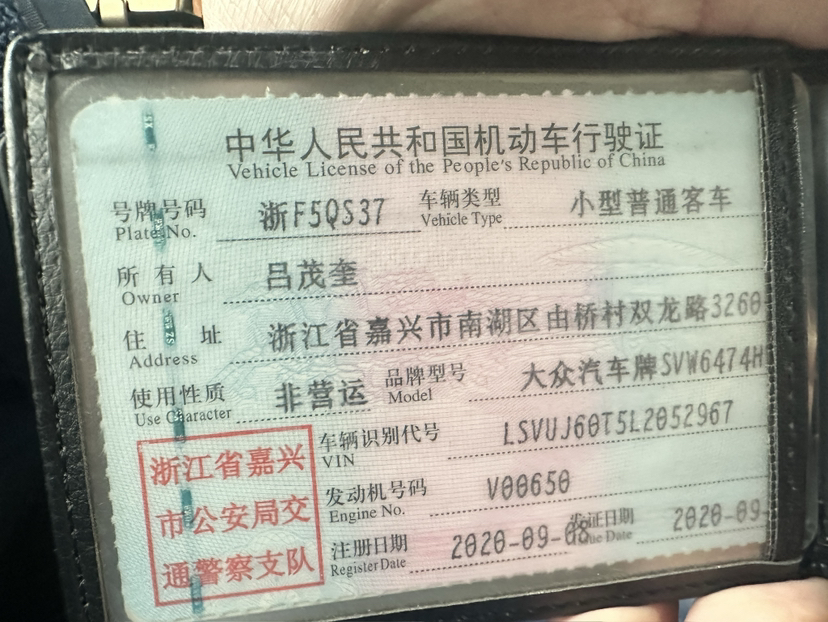 中华人民共和国机动车行驶证
Vehicle License of the People's Republic of China
号牌号码 浙F5QS37 车辆类型 小型普通客车
Plate No. Vehicle Type
所有人 吕茂奎
Owner
住址 浙江省嘉兴市南湖区由桥村双龙路3260
Address
使用性质 非营运 品牌型号 大众汽车牌SVW6474H
Use Character Model
车辆识别代号 LSVUJ60T5L2052967
VIN
发动机号码 V00650
Engine No.
注册日期 2020-09-08 发证日期 2020-09-
Register Date Issue Date
浙江省嘉兴
市公安局交
通警察支队